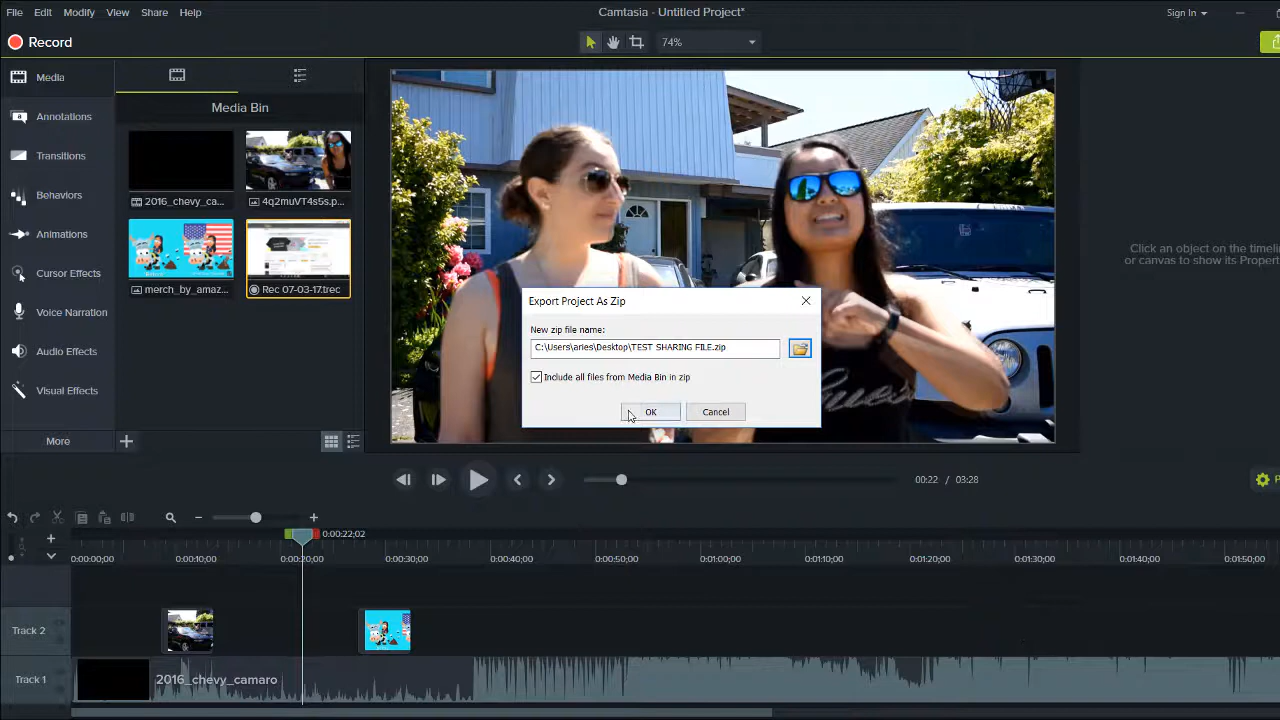 File Edit Modify View Share Help
Camtasia - Untitled Project*
Sign In
Record
74%
Media
Annotations
Transitions
Behaviors
Animations
Cursor Effects
Voice Narration
Audio Effects
Visual Effects
More
Media Bin
2016_chevy_ca...
4q2muVT4s5s.p...
merch_by_amaz...
Rec 07-03-17.trec
Export Project As Zip
New zip file name:
C:\Users\aries\Desktop\TEST SHARING FILE.zip
Include all files from Media Bin in zip
OK Cancel
Click an object on the timeli
or canvas to show its Propert
00:22 / 03:28
P
0:00:22;02
0:00:00;00 0:00:10;00 0:00:20;00 0:00:30;00 0:00:40;00 0:00:50;00 0:01:00;00 0:01:10;00 0:01:20;00 0:01:30;00 0:01:40;00 0:01:50;00
Track 2
Track 1
2016_chevy_camaro